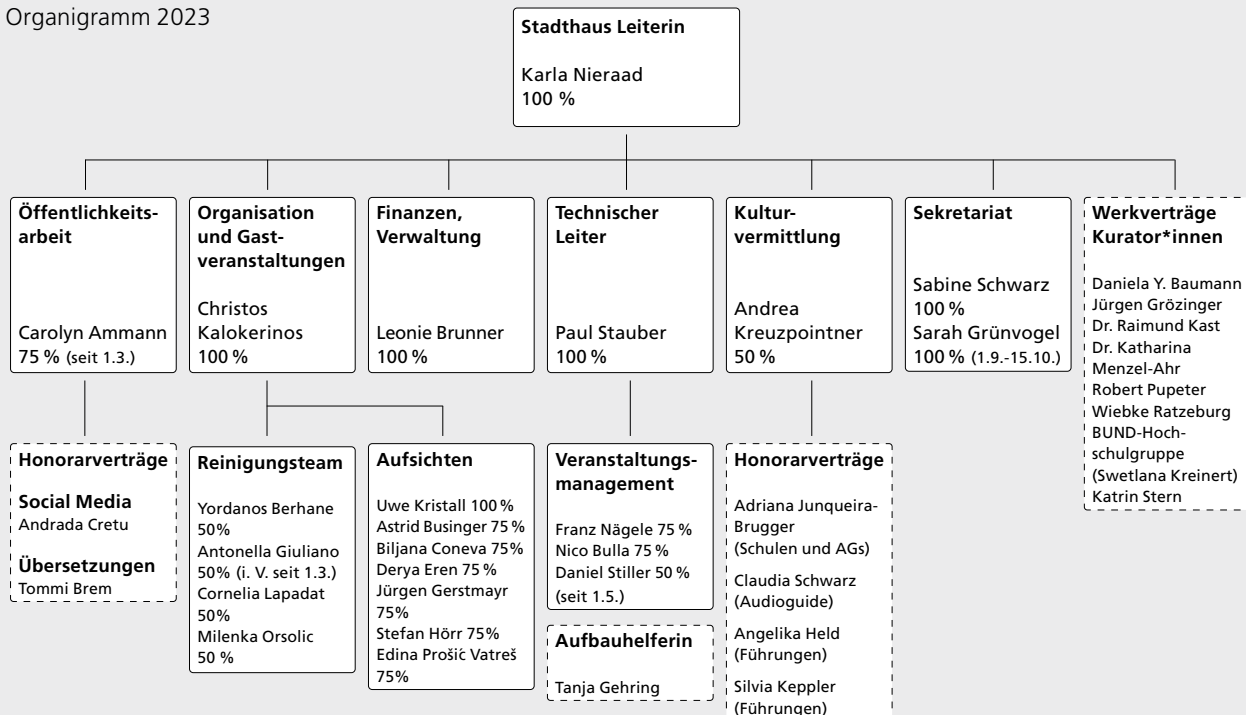 Organigramm 2023
Stadthaus Leiterin
Karla Nieraad
100 %
Öffentlichkeits-
arbeit
Carolyn Ammann
75 % (seit 1.3.)
Organisation
und Gast-
veranstaltungen
Christos
Kalokerinos
100 %
Finanzen,
Verwaltung
Leonie Brunner
100 %
Technischer
Leiter
Paul Stauber
100 %
Kultur-
vermittlung
Andrea
Kreuzpointner
50 %
Sekretariat
Sabine Schwarz
100 %
Sarah Grünvogel
100 % (1.9.-15.10.)
Werkverträge
Kurator*innen
Daniela Y. Baumann
Jürgen Grözinger
Dr. Raimund Kast
Dr. Katharina
Menzel-Ahr
Robert Pupeter
Wiebke Ratzeburg
BUND-Hoch-
schulgruppe
(Swetlana Kreinert)
Katrin Stern
Honorarverträge
Social Media
Andrada Cretu
Übersetzungen
Tommi Brem
Reinigungsteam
Yordanos Berhane
50%
Antonella Giuliano
50% (i. V. seit 1.3.)
Cornelia Lapadat
50%
Milenka Orsolic
50 %
Aufsichten
Uwe Kristall 100 %
Astrid Businger 75 %
Biljana Coneva 75%
Derya Eren 75 %
Jürgen Gerstmayr
75%
Stefan Hörr 75%
Edina Prošić Vatreš
75%
Veranstaltungs-
management
Franz Nägele 75 %
Nico Bulla 75 %
Daniel Stiller 50 %
(seit 1.5.)
Aufbauhelferin
Tanja Gehring
Honorarverträge
Adriana Junqueira-
Brugger
(Schulen und AGs)
Claudia Schwarz
(Audioguide)
Angelika Held
(Führungen)
Silvia Keppler
(Führungen)